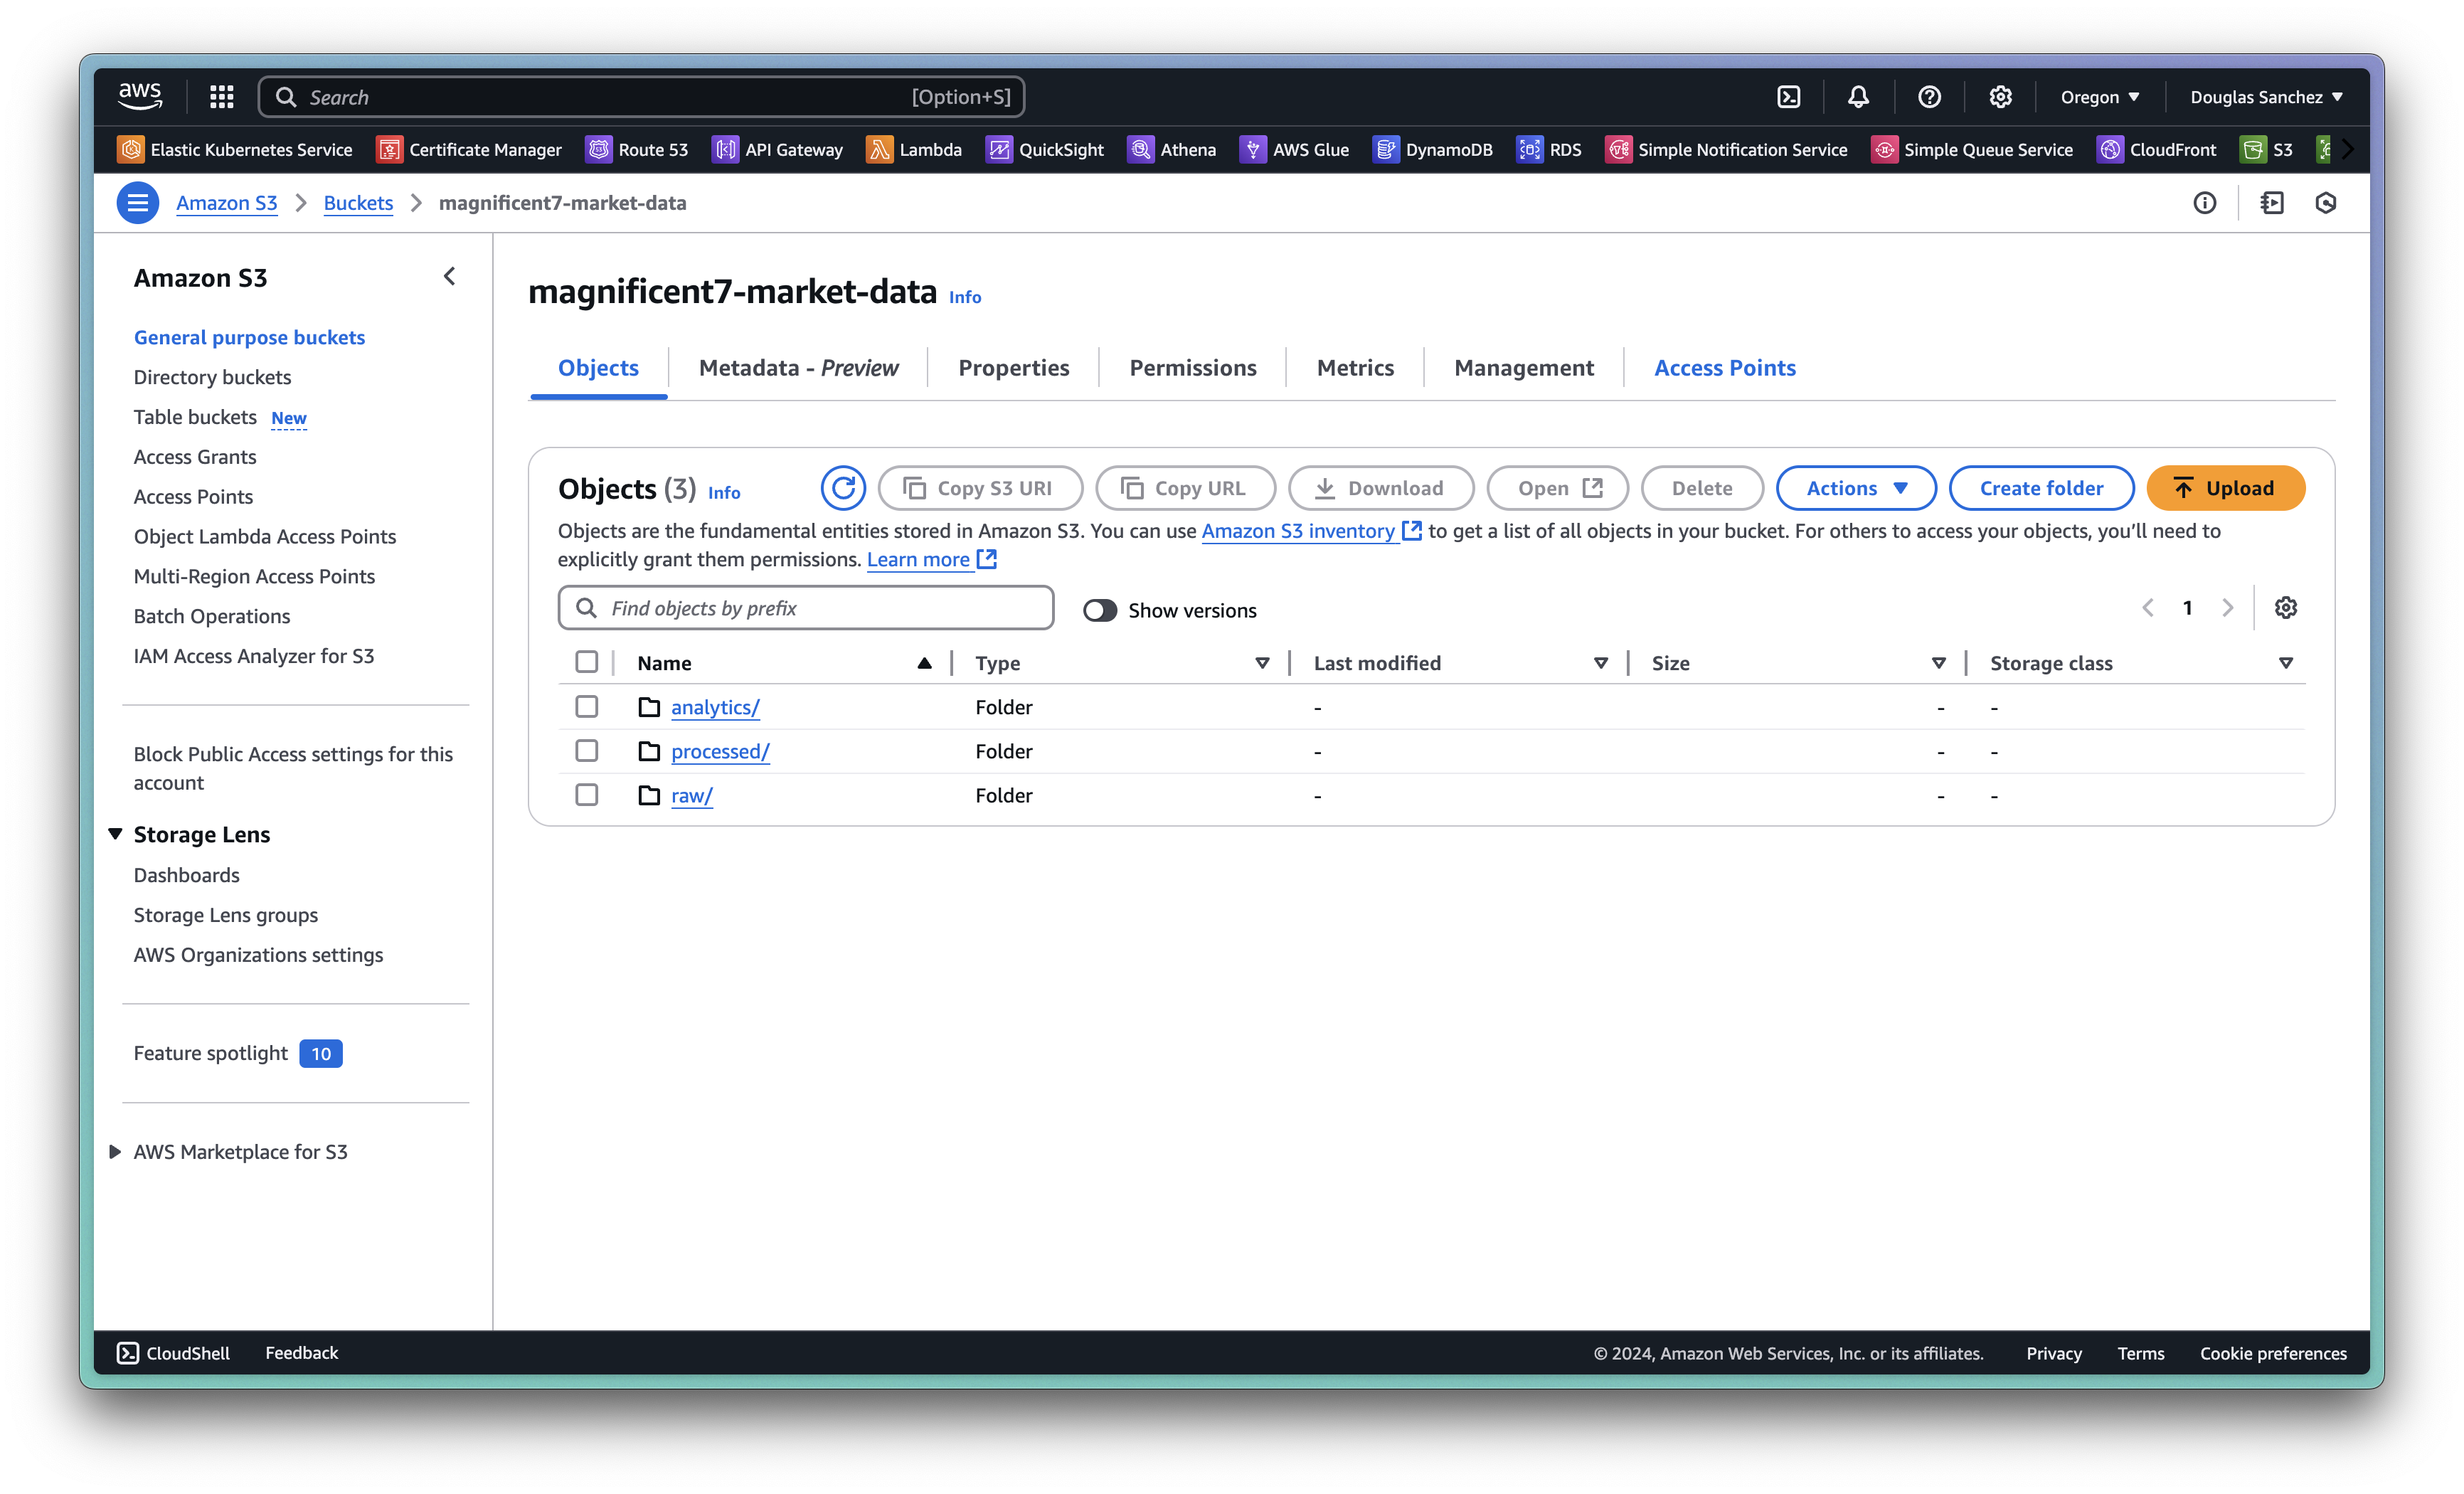 aws Search [Option+S] Oregon Douglas Sanchez
Elastic Kubernetes Service Certificate Manager Route 53 API Gateway Lambda QuickSight Athena AWS Glue DynamoDB RDS Simple Notification Service Simple Queue Service CloudFront S3
Amazon S3 Buckets magnificent7-market-data
Amazon S3
General purpose buckets
Directory buckets
Table buckets New
Access Grants
Access Points
Object Lambda Access Points
Multi-Region Access Points
Batch Operations
IAM Access Analyzer for S3
Block Public Access settings for this
account
Storage Lens
Dashboards
Storage Lens groups
AWS Organizations settings
Feature spotlight 10
AWS Marketplace for S3
magnificent7-market-data Info
Objects Metadata - Preview Properties Permissions Metrics Management Access Points
Objects (3) Info Copy S3 URI Copy URL Download Open Delete Actions Create folder Upload
Objects are the fundamental entities stored in Amazon S3. You can use Amazon S3 inventory to get a list of all objects in your bucket. For others to access your objects, you’ll need to
explicitly grant them permissions. Learn more
Find objects by prefix Show versions 1
Name Type Last modified Size Storage class
analytics/ Folder - - -
processed/ Folder - - -
raw/ Folder - - -
CloudShell Feedback © 2024, Amazon Web Services, Inc. or its affiliates. Privacy Terms Cookie preferences